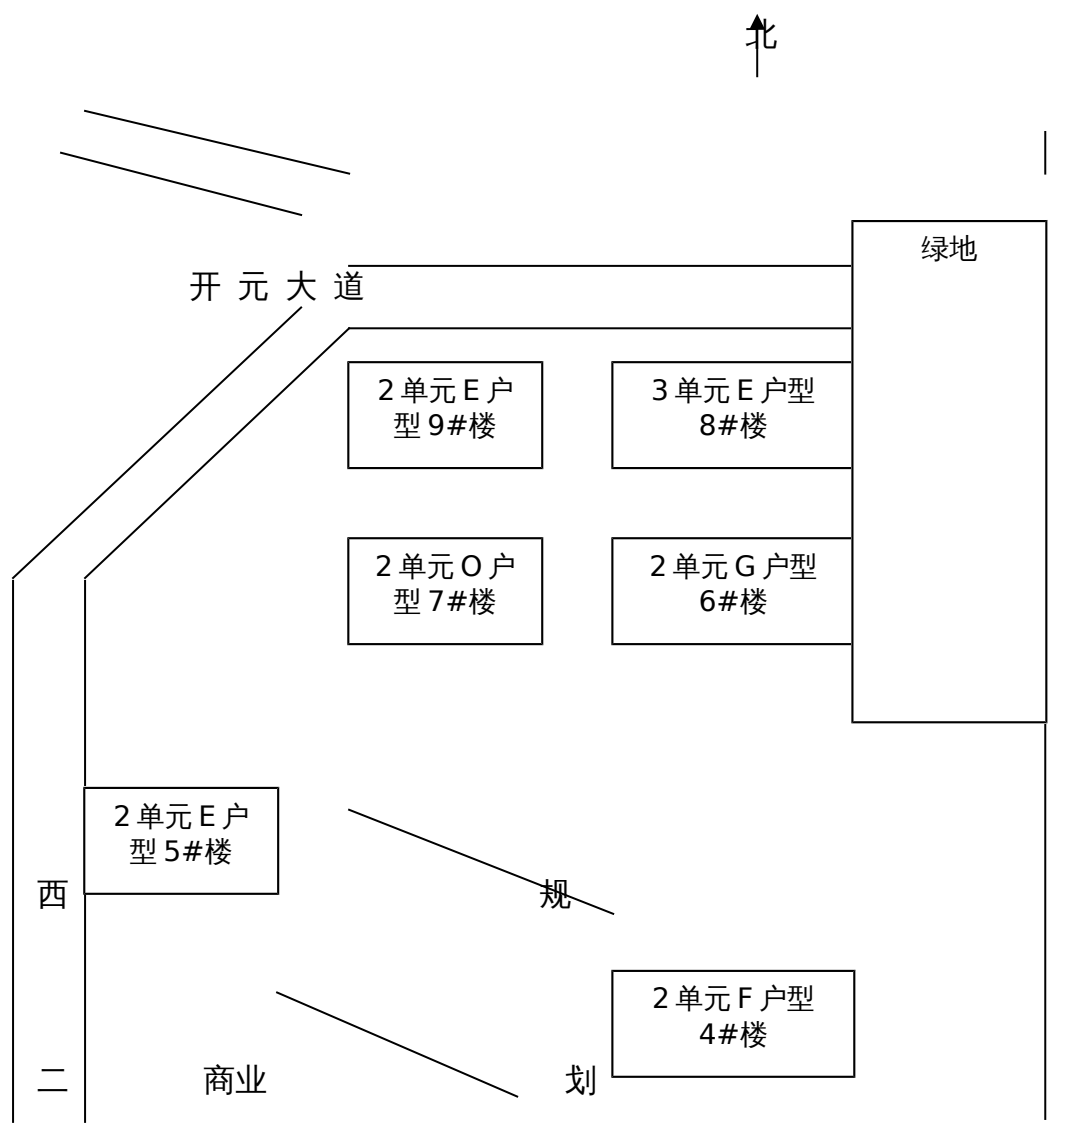 北
绿地
开 元 大 道
2 单元 E 户
型 9#楼
3 单元 E 户型
8#楼
2 单元 O 户
型 7#楼
2 单元 G 户型
6#楼
2 单元 E 户
型 5#楼
西
规
2 单元 F 户型
4#楼
二
商业
划